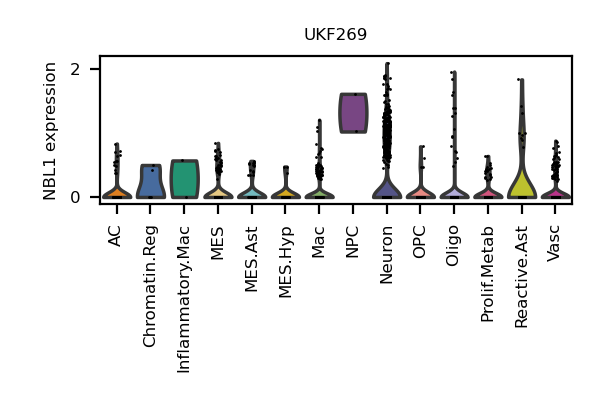 UKF269
NBL1 expression
2
0
AC
Chromatin.Reg
Inflammatory.Mac
MES
MES.Ast
MES.Hyp
Mac
NPC
Neuron
OPC
Oligo
Prolif.Metab
Reactive.Ast
Vasc